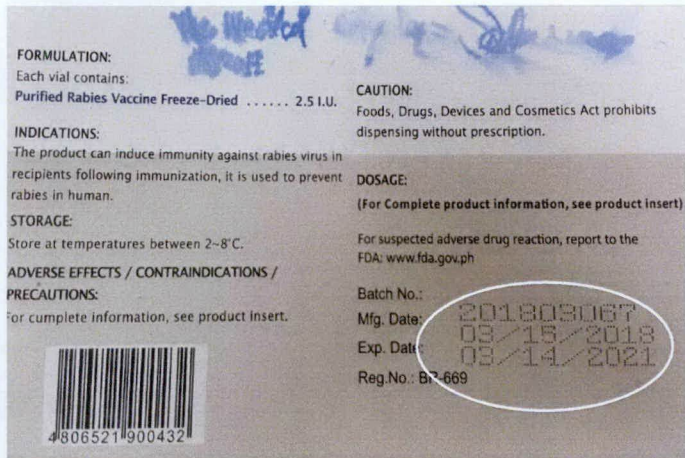 The Medical
FORMULATION:
Each vial contains:
Purified Rabies Vaccine Freeze-Dried ...... 2.5 I.U.
INDICATIONS:
The product can induce immunity against rabies virus in
recipients following immunization, it is used to prevent
rabies in human.
STORAGE:
Store at temperatures between 2~8°C.
ADVERSE EFFECTS / CONTRAINDICATIONS /
PRECAUTIONS:
For cumplete information, see product insert.
4806521900432
CAUTION:
Foods, Drugs, Devices and Cosmetics Act prohibits
dispensing without prescription.
DOSAGE:
(For Complete product information, see product insert)
For suspected adverse drug reaction, report to the
FDA: www.fda.gov.ph
Batch No.: 201803067
Mfg. Date: 03/15/2018
Exp. Date: 03/14/2021
Reg.No.: BR-669